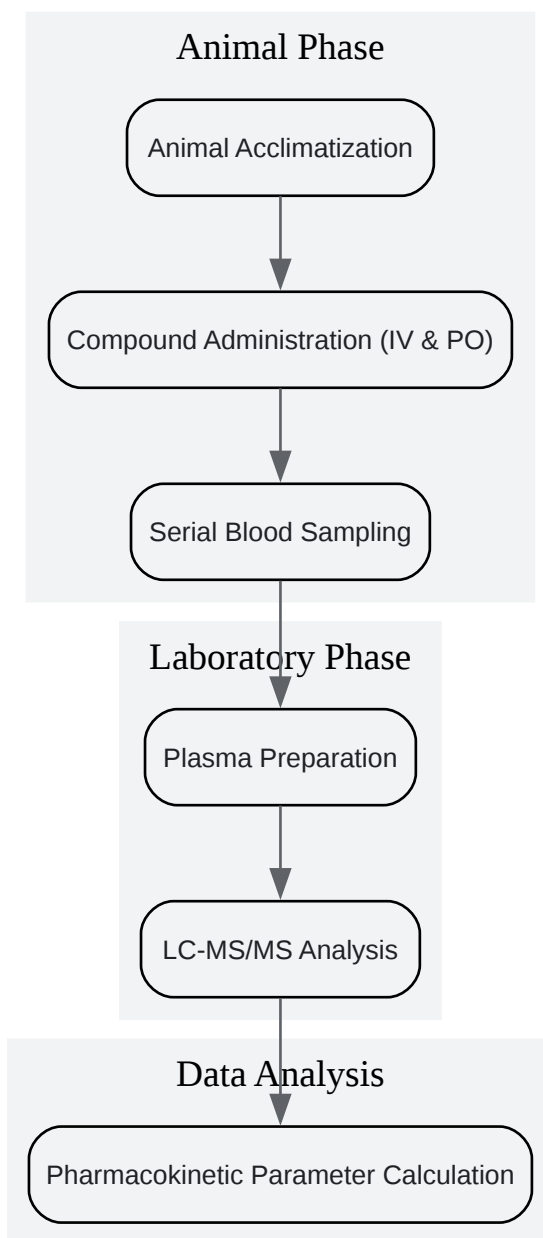 Animal Phase
Animal Acclimatization
Compound Administration (IV & PO)
Serial Blood Sampling
Laboratory Phase
Plasma Preparation
LC-MS/MS Analysis
Data Analysis
Pharmacokinetic Parameter Calculation